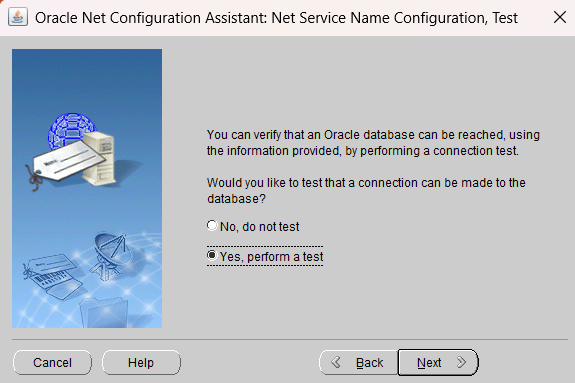 Oracle Net Configuration Assistant: Net Service Name Configuration, Test
You can verify that an Oracle database can be reached, using
the information provided, by performing a connection test.
Would you like to test that a connection can be made to the
database?
No, do not test
Yes, perform a test
Cancel
Help
Back
Next